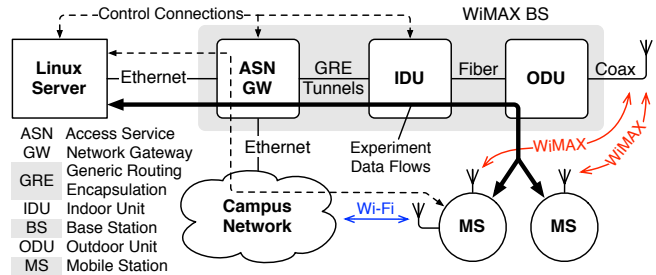 Control Connections
WiMAX BS
Linux
Server
Ethernet
ASN
GW
GRE
Tunnels
IDU
Fiber
ODU
Coax
ASN Access Service
GW Network Gateway
GRE Generic Routing
Encapsulation
IDU Indoor Unit
BS Base Station
ODU Outdoor Unit
MS Mobile Station
Ethernet
Experiment
Data Flows
WiMAX
WiMAX
Campus
Network
Wi-Fi
MS
MS